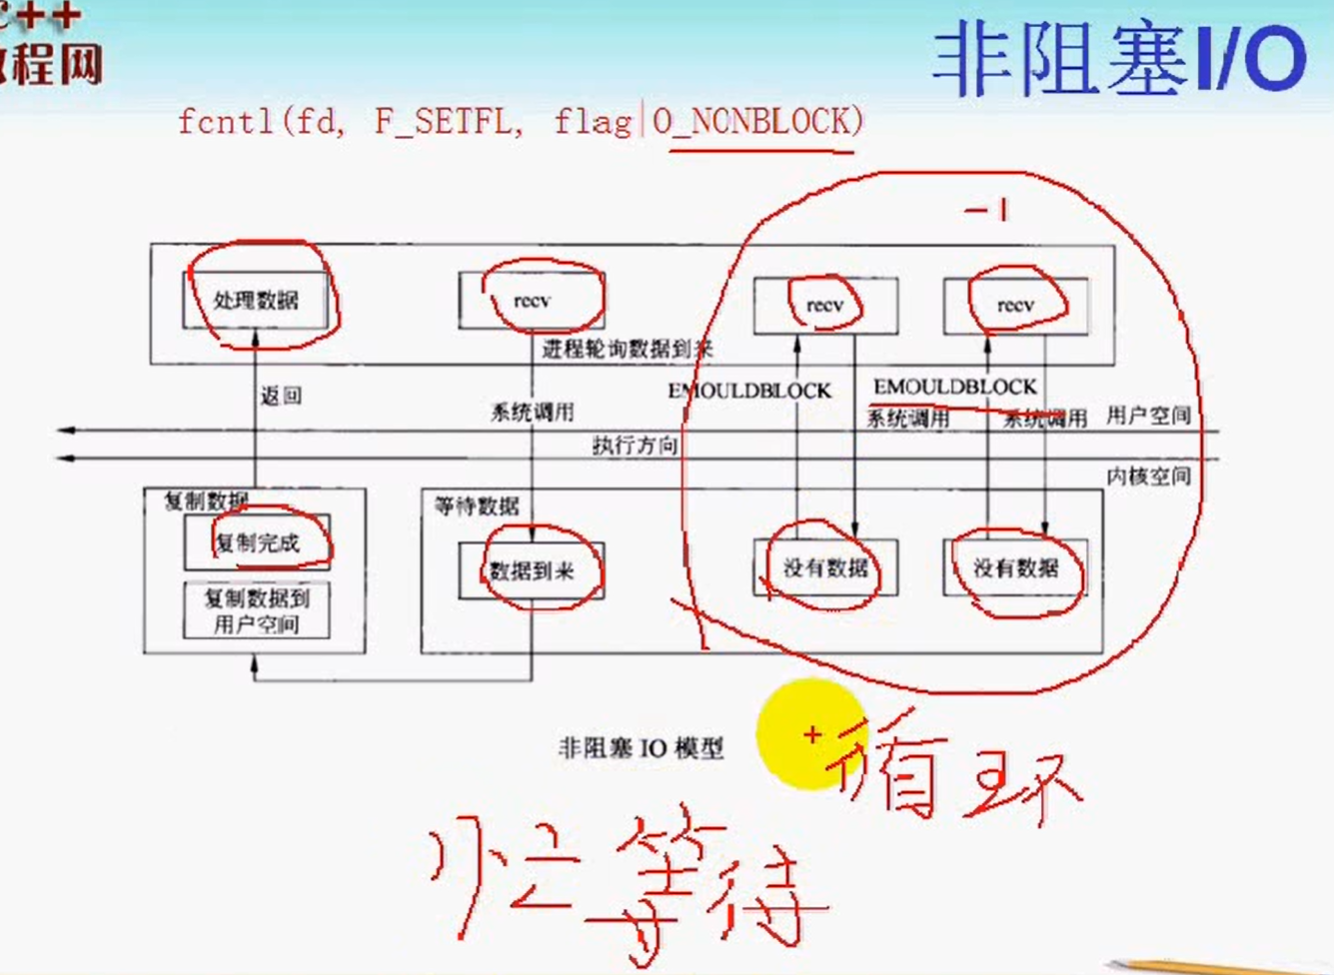 C++
教程网
非阻塞I/O
fcntl(fd, F_SETFL, flag|O_NONBLOCK)
-1
处理数据
recv
recv
recv
进程轮询数据到来
返回
系统调用
EMOULDBLOCK
EMOULDBLOCK
系统调用
系统调用
用户空间
执行方向
内核空间
复制数据
复制完成
复制数据到
用户空间
等待数据
数据到来
没有数据
没有数据
非阻塞 IO 模型
循环
忙等待